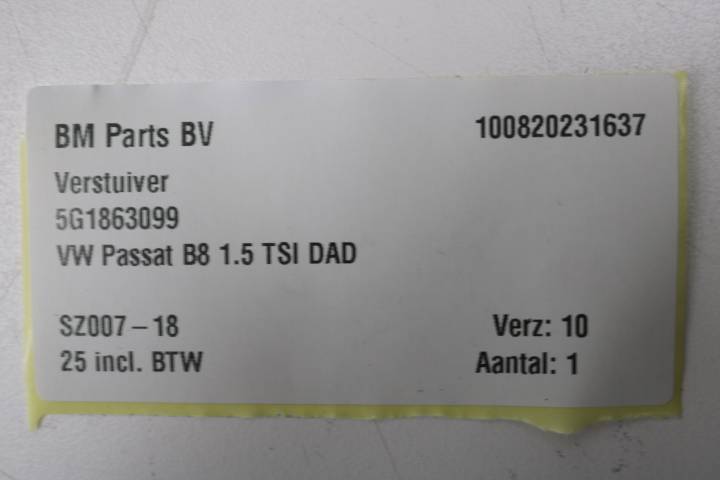 BM Parts BV 100820231637
Verstuiver
5G1863099
VW Passat B8 1.5 TSI DAD
SZ007-18 Verz: 10
25 incl. BTW Aantal: 1